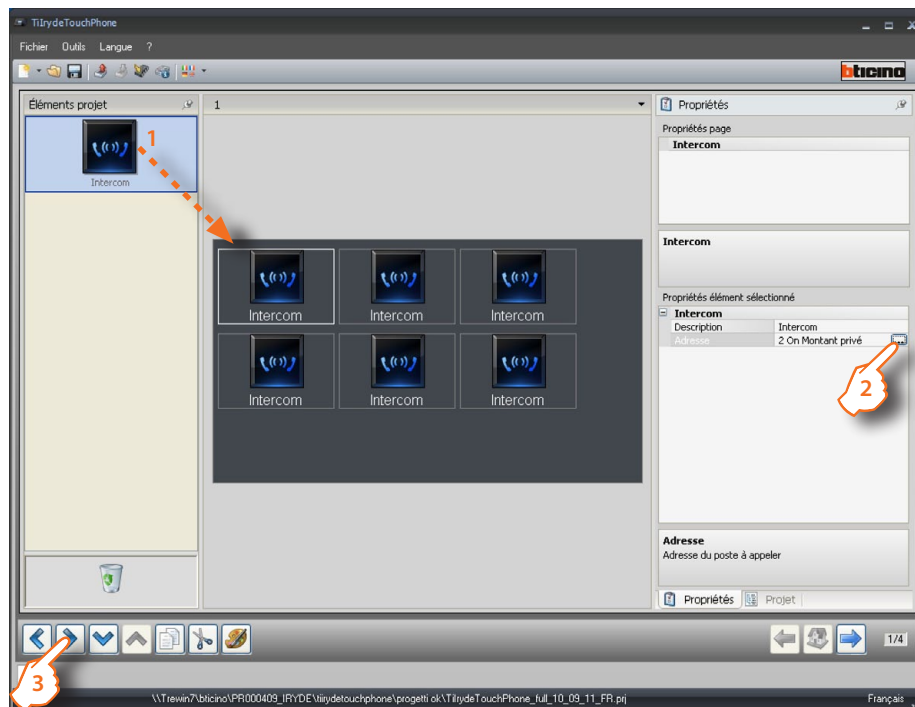 TiIrydeTouchPhone
Fichier Outils Langue ?
bticino
Éléments projet
1
Propriétés
1
Intercom
Propriétés page
Intercom
Intercom
Intercom Intercom Intercom
Intercom Intercom Intercom
Propriétés élément sélectionné
Intercom
Description Intercom
Adresse 2 On Montant privé ...
2
Adresse
Adresse du poste à appeler
Propriétés Projet
1/4
3
\\Trewin7\bticino\PR000409_IRYDE\tiirydetouchphone\progetti ok\TiIrydeTouchPhone_full_10_09_11_FR.prj
Français